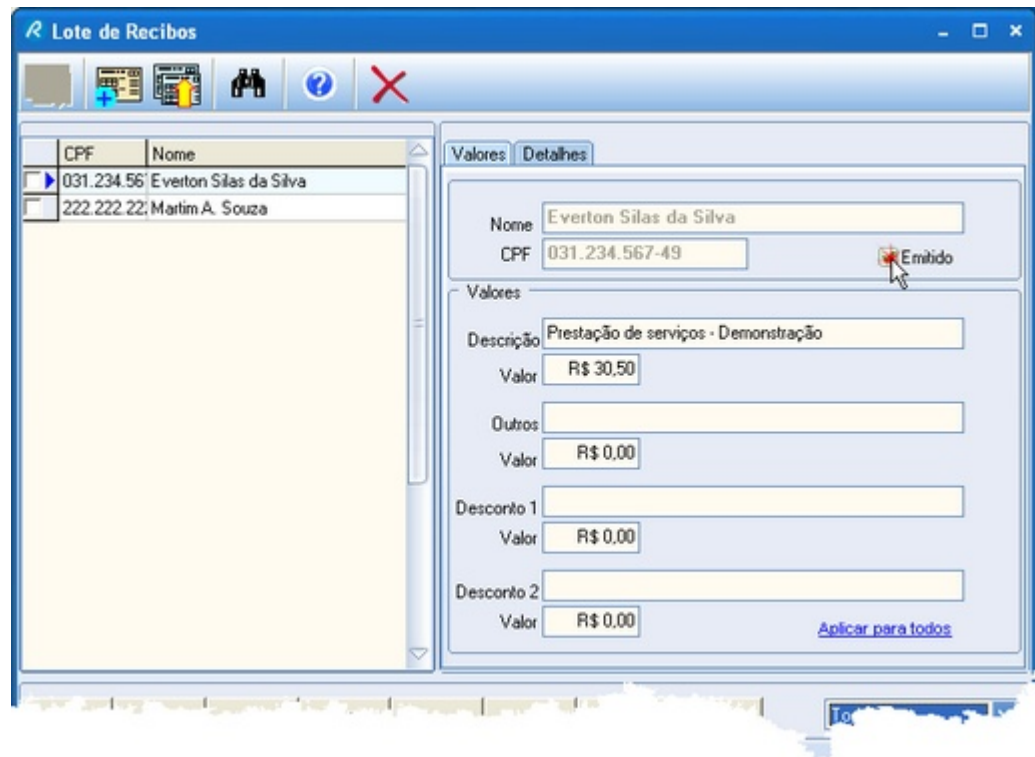 Lote de Recibos
CPF Nome
031.234.56 Everton Silas da Silva
222.222.22 Martim A. Souza
Valores Detalhes
Nome Everton Silas da Silva
CPF 031.234.567-49 Emitido
Valores
Descrição Prestação de serviços - Demonstração
Valor R$ 30,50
Outros
Valor R$ 0,00
Desconto 1
Valor R$ 0,00
Desconto 2
Valor R$ 0,00
Aplicar para todos